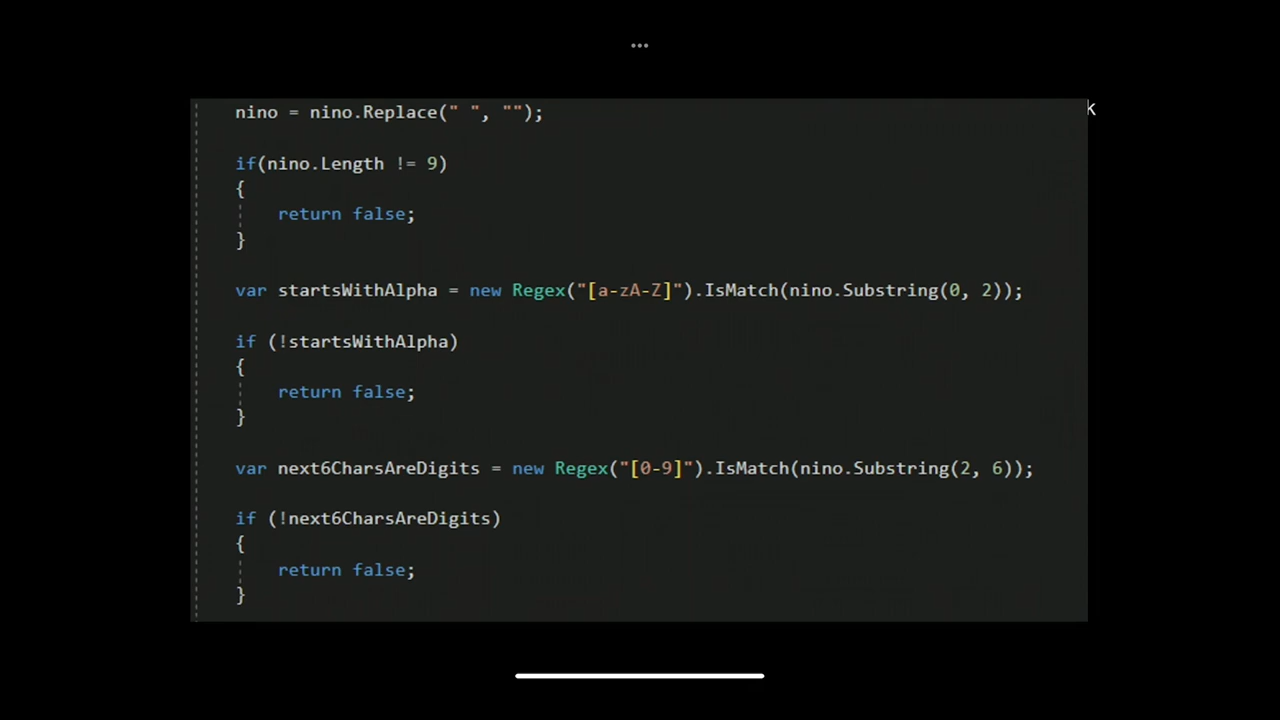 ...
k
nino = nino.Replace(" ", "");
if(nino.Length != 9)
{
return false;
}
var startsWithAlpha = new Regex("[a-zA-Z]").IsMatch(nino.Substring(0, 2));
if (!startsWithAlpha)
{
return false;
}
var next6CharsAreDigits = new Regex("[0-9]").IsMatch(nino.Substring(2, 6));
if (!next6CharsAreDigits)
{
return false;
}